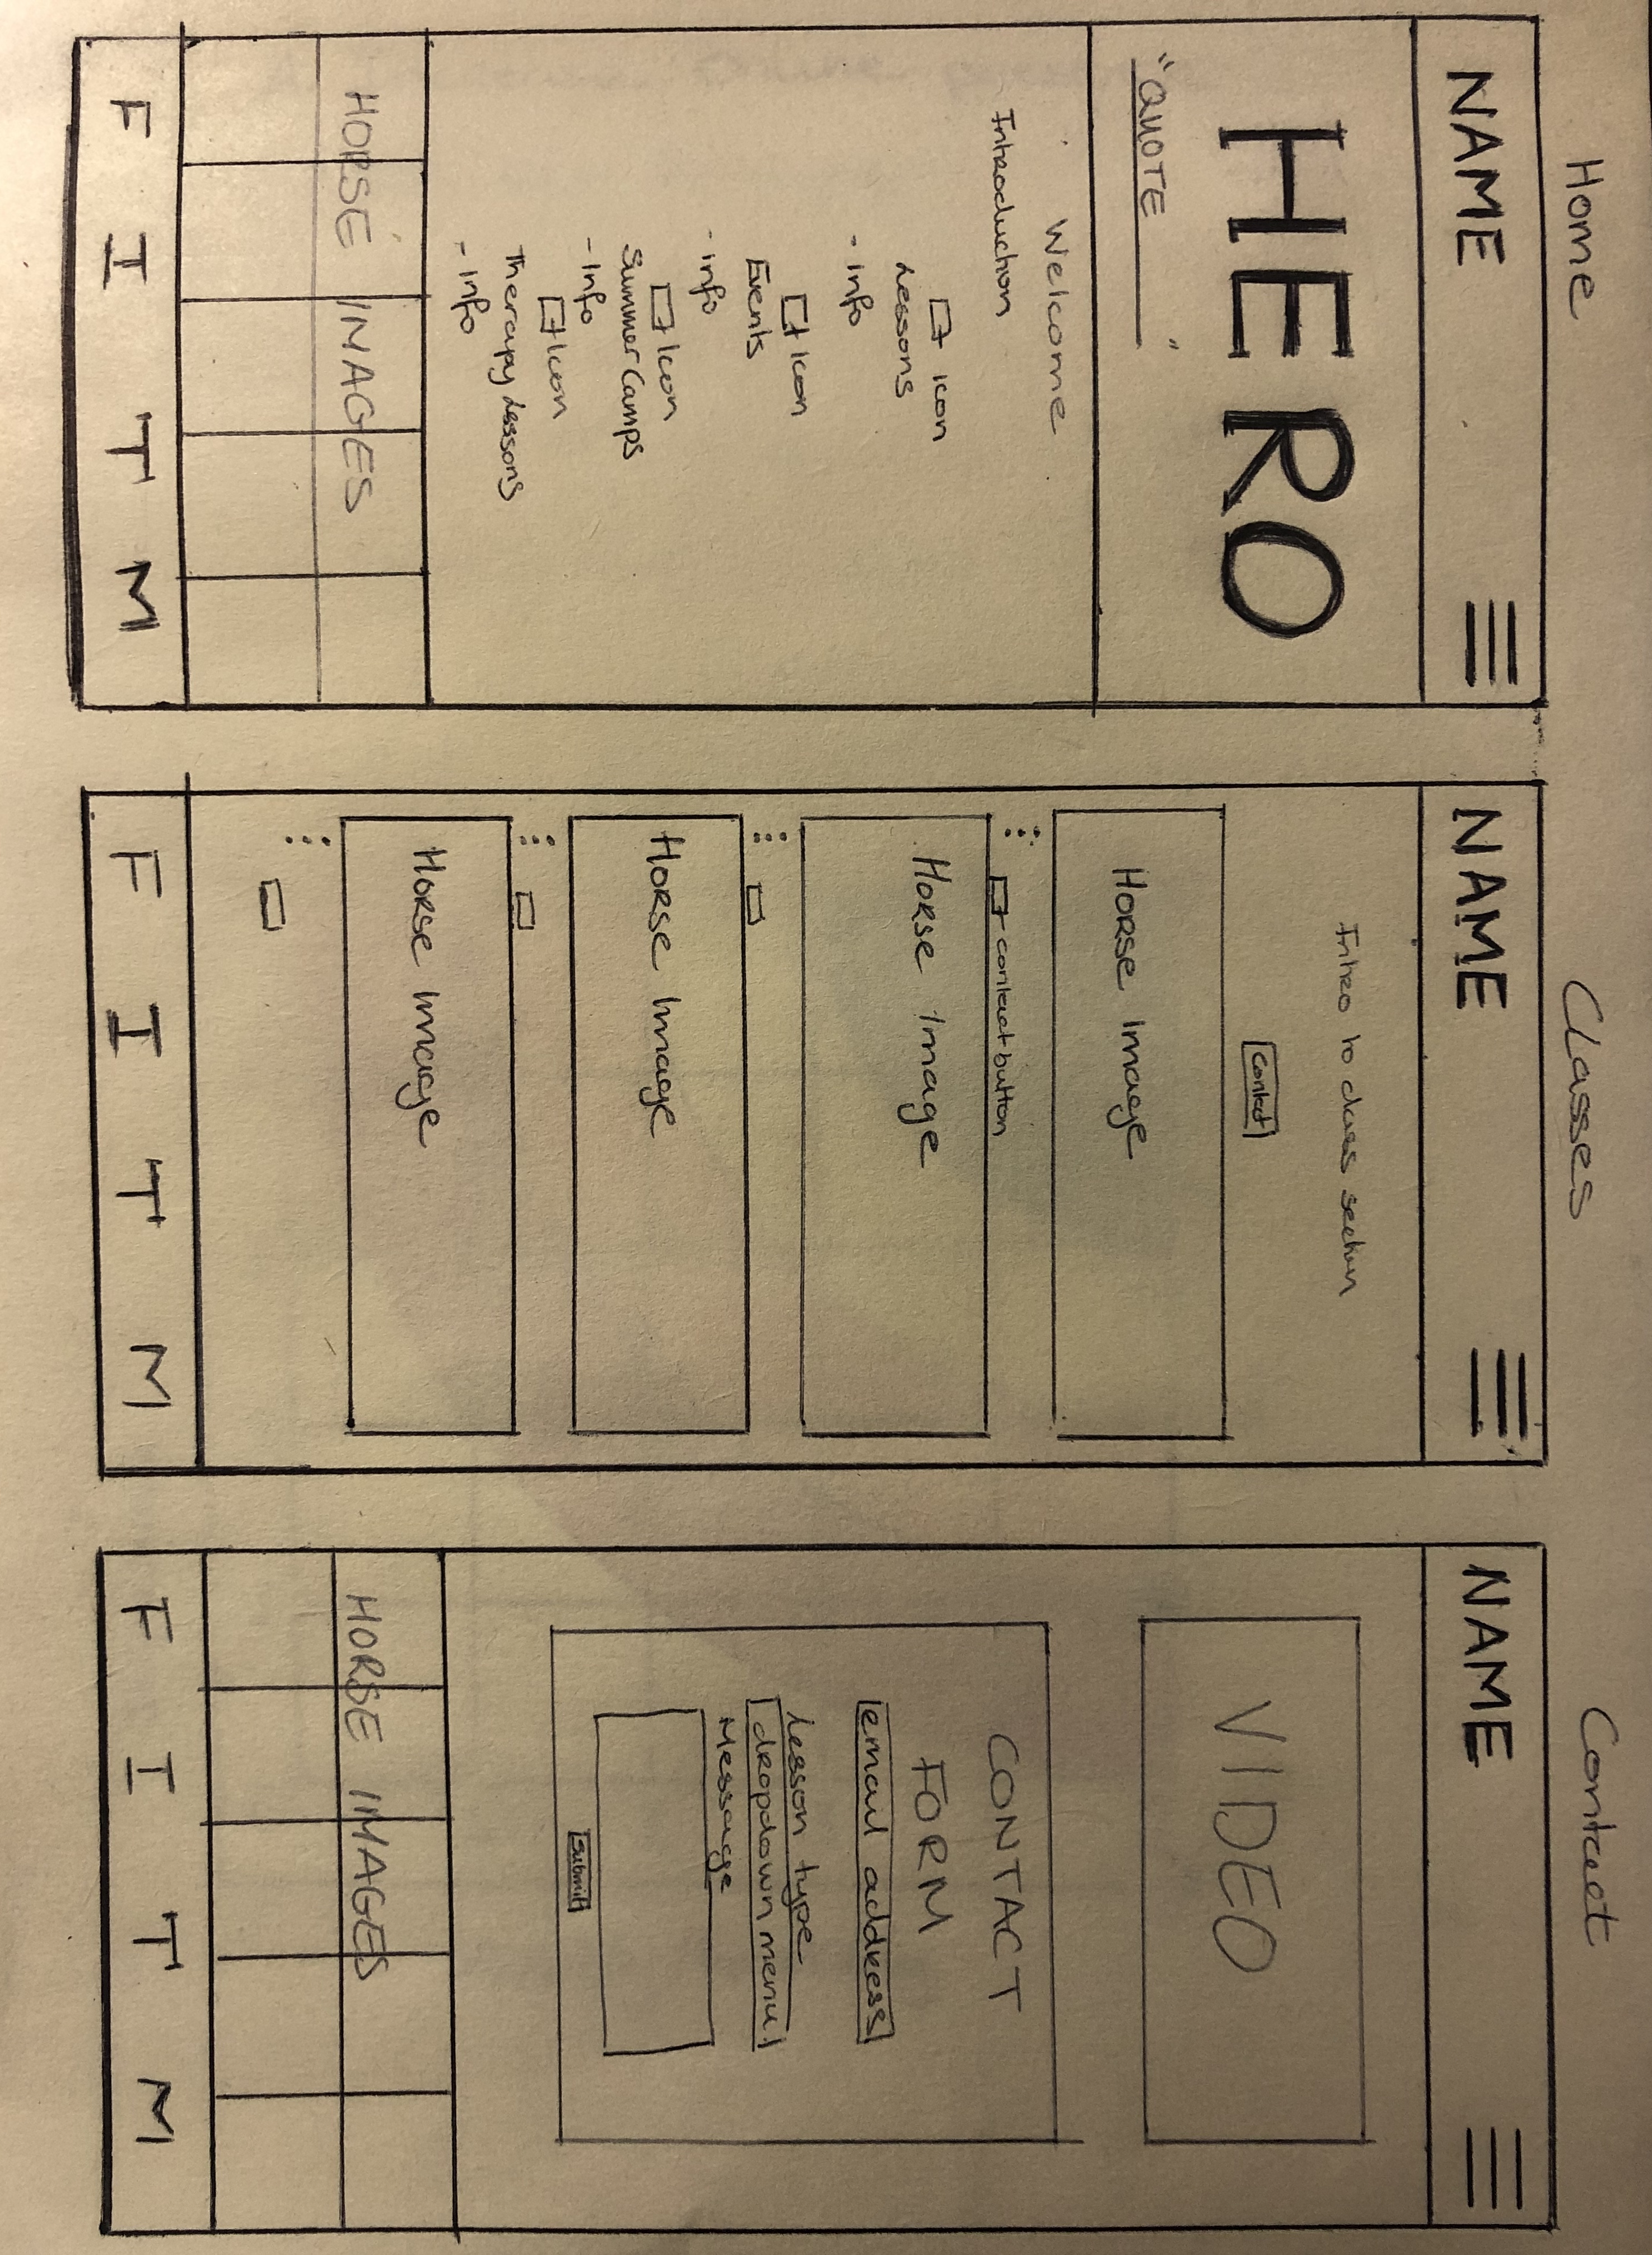 Home
NAME
HERO
"QUOTE"
Welcome
Introduction
icon
Lessons
- info
Icon
Events
- info
Icon
Summer Camps
- Info
Icon
Therapy Lessons
- Info
HORSE IMAGES
F I T M
Classes
NAME
Intro to class section
Contact
Horse Image
contact button
Horse Image
Horse Image
Horse Image
F I T M
Contact
NAME
VIDEO
CONTACT
FORM
email address
lesson type
dropdown menu
Message
Submit
HORSE IMAGES
F I T M